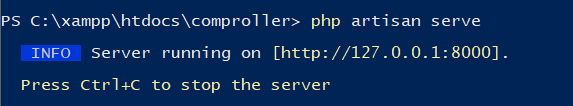 PS C:\xampp\htdocs\comproller> php artisan serve
INFO Server running on [http://127.0.0.1:8000].
Press Ctrl+C to stop the server